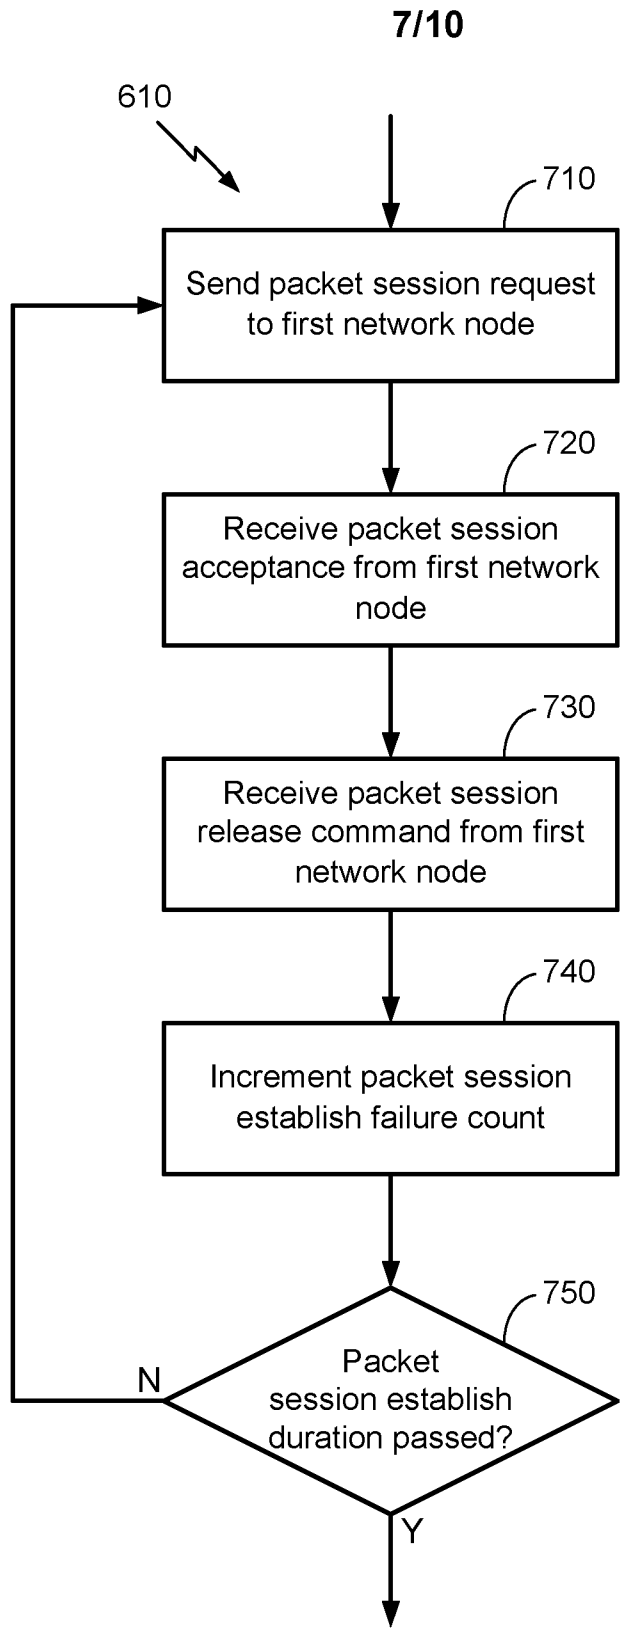 7/10
610
710
Send packet session request
to first network node
720
Receive packet session
acceptance from first network
node
730
Receive packet session
release command from first
network node
740
Increment packet session
establish failure count
750
Packet
session establish
duration passed?
N
Y